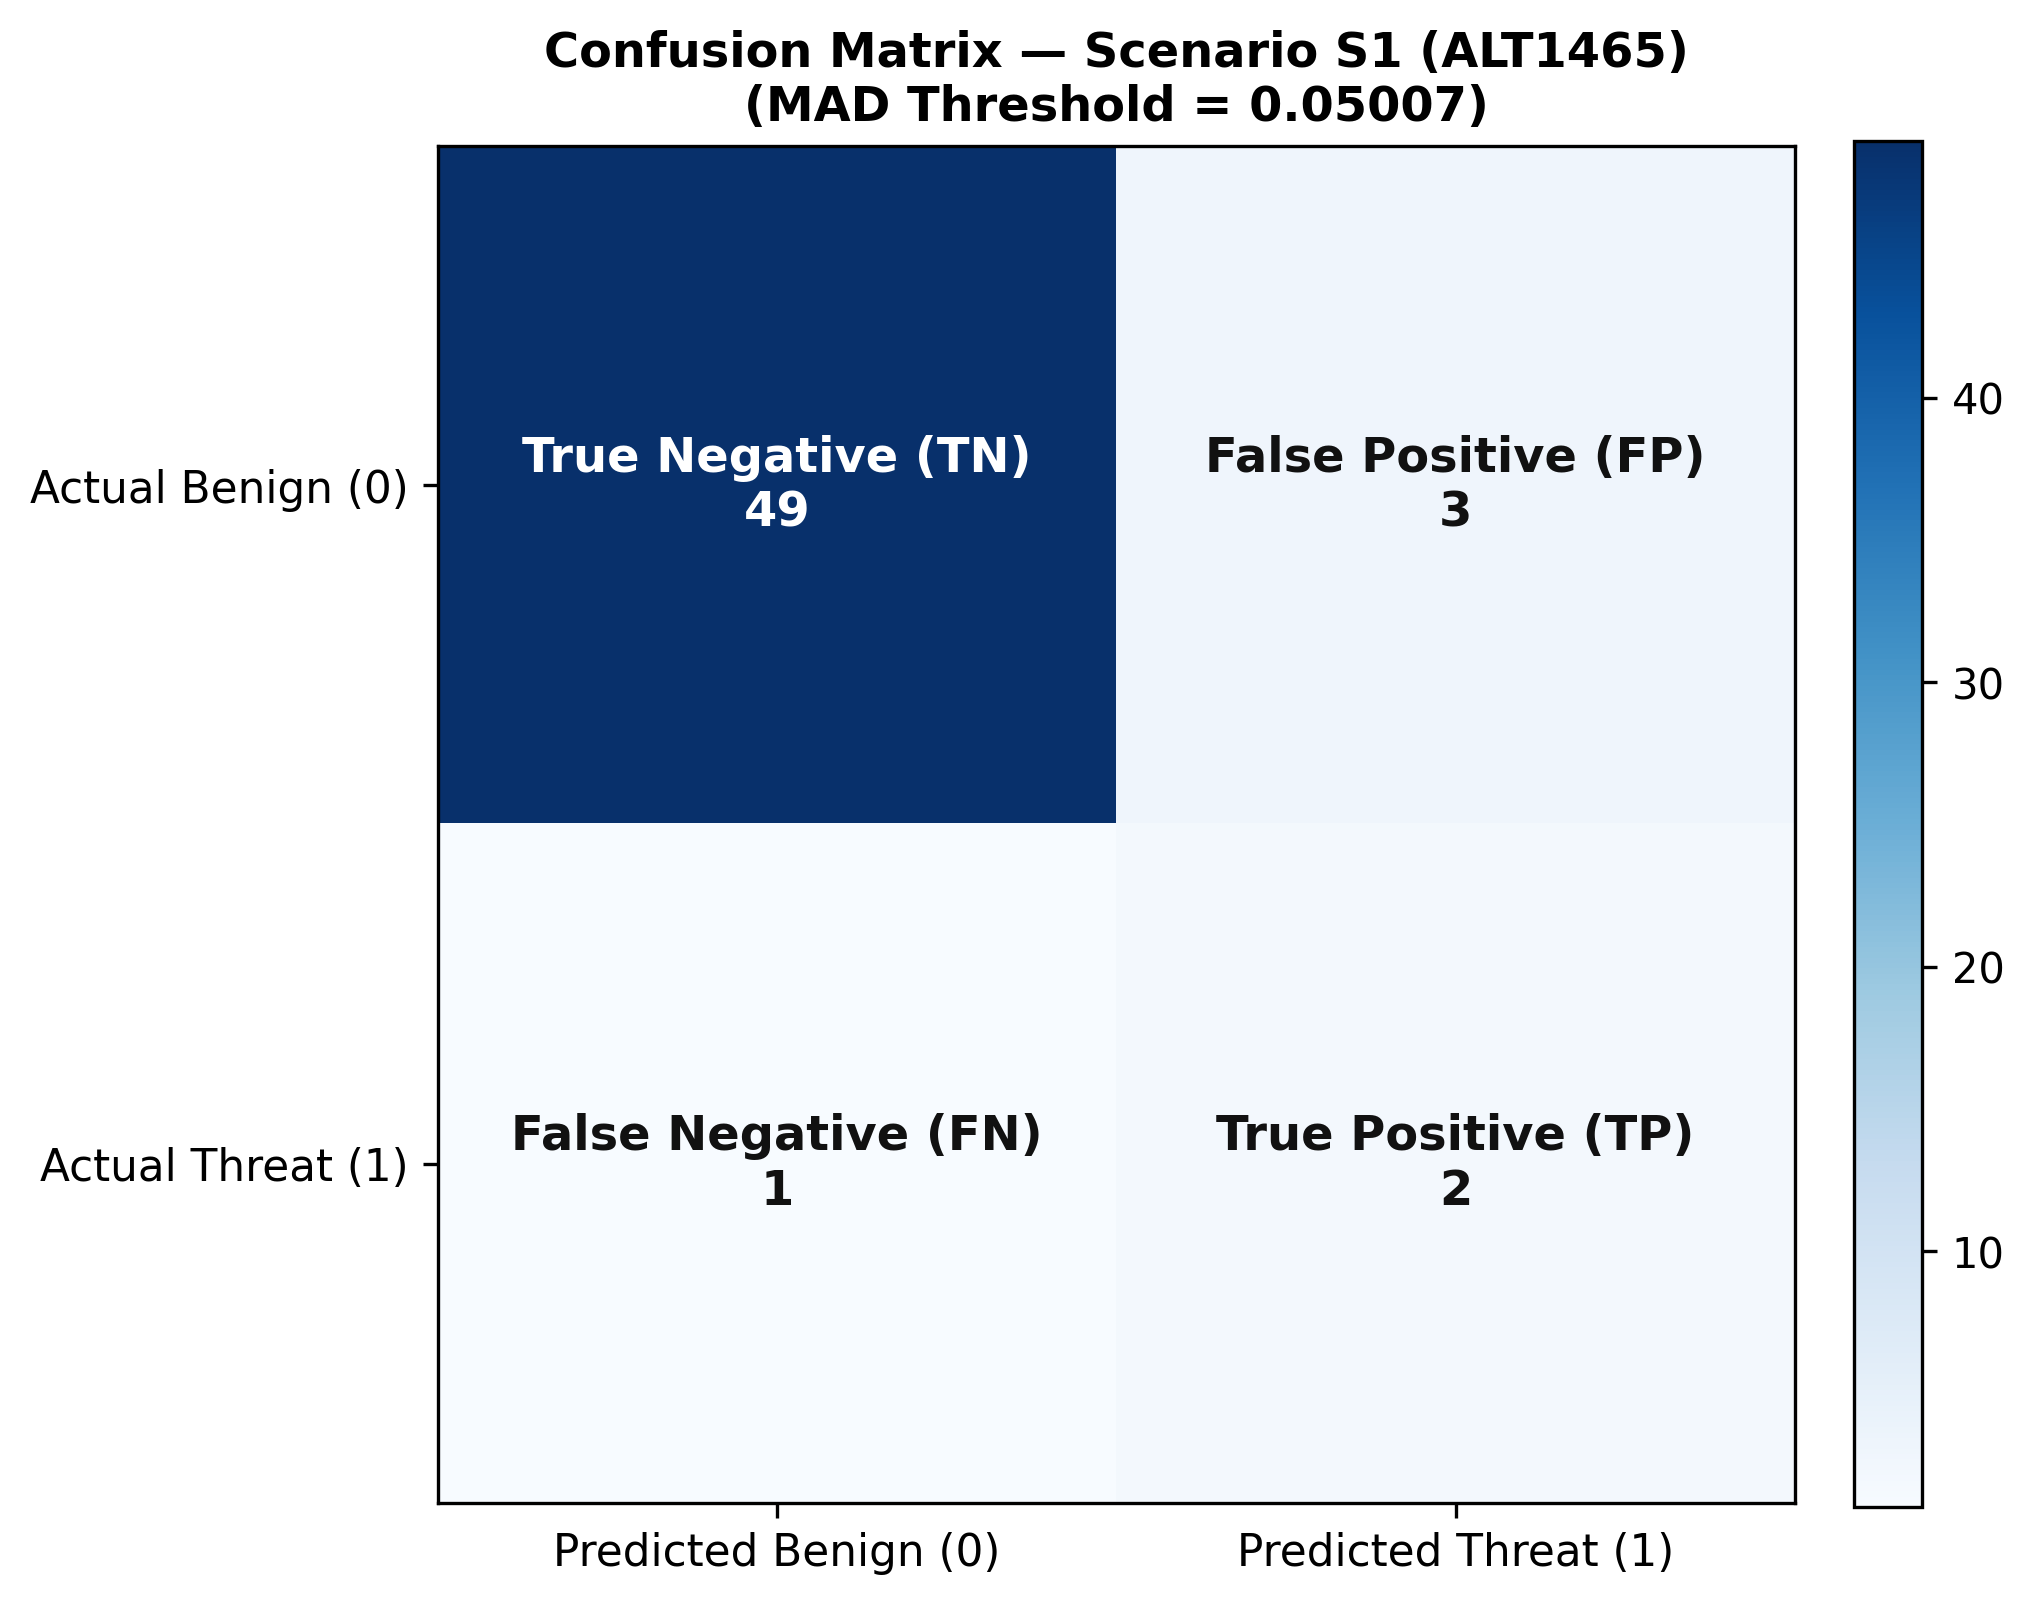 Confusion Matrix — Scenario S1 (ALT1465)
(MAD Threshold = 0.05007)
Actual Benign (0)
True Negative (TN)
49
False Positive (FP)
3
Actual Threat (1)
False Negative (FN)
1
True Positive (TP)
2
Predicted Benign (0)
Predicted Threat (1)
40
30
20
10